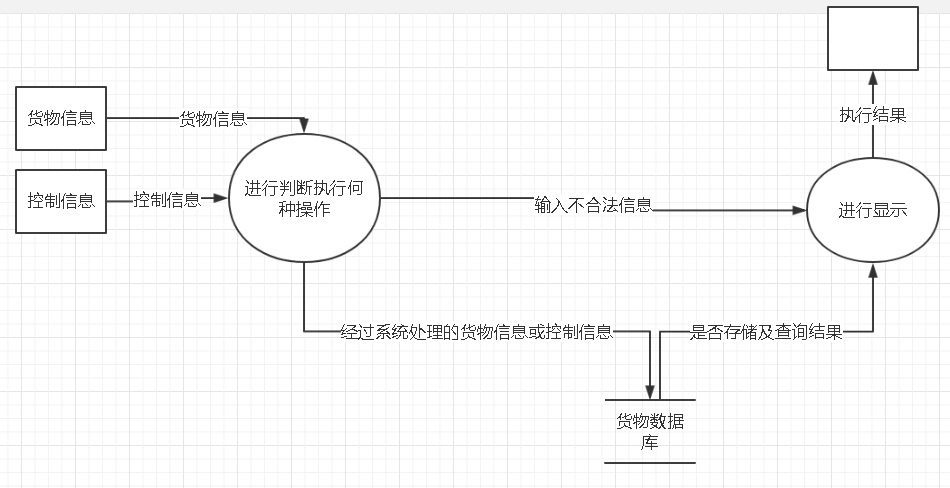 执行结果
货物信息
货物信息
控制信息
控制信息
进行判断执行何
种操作
输入不合法信息
进行显示
经过系统处理的货物信息或控制信息
是否存储及查询结果
货物数据
库